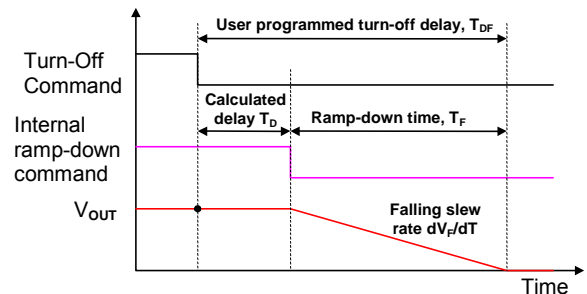 User programmed turn-off delay, TDF
Turn-Off
Command
Calculated
delay TD
Ramp-down time, TF
Internal
ramp-down
command
VOUT
Falling slew
rate dVF/dT
Time